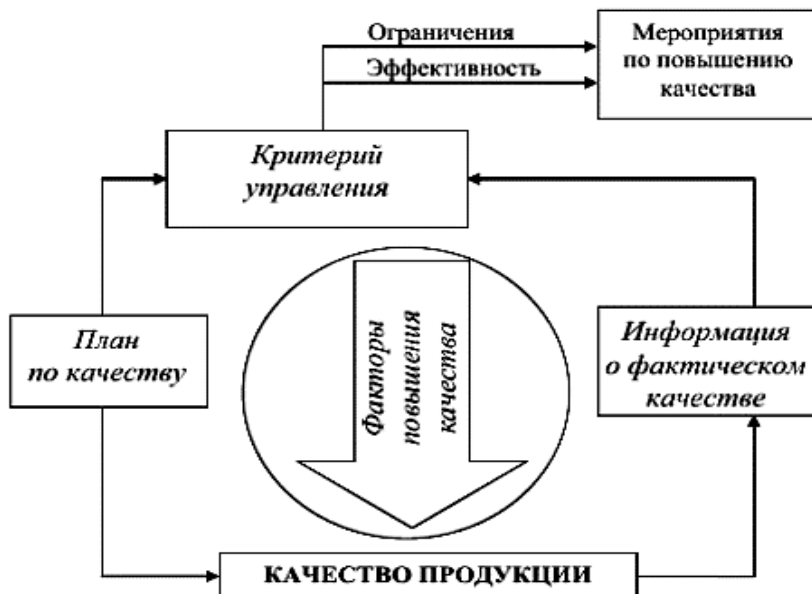 Ограничения
Эффективность
Мероприятия
по повышению
качества
Критерий
управления
План
по качеству
Факторы
повышения
качества
Информация
о фактическом
качестве
КАЧЕСТВО ПРОДУКЦИИ